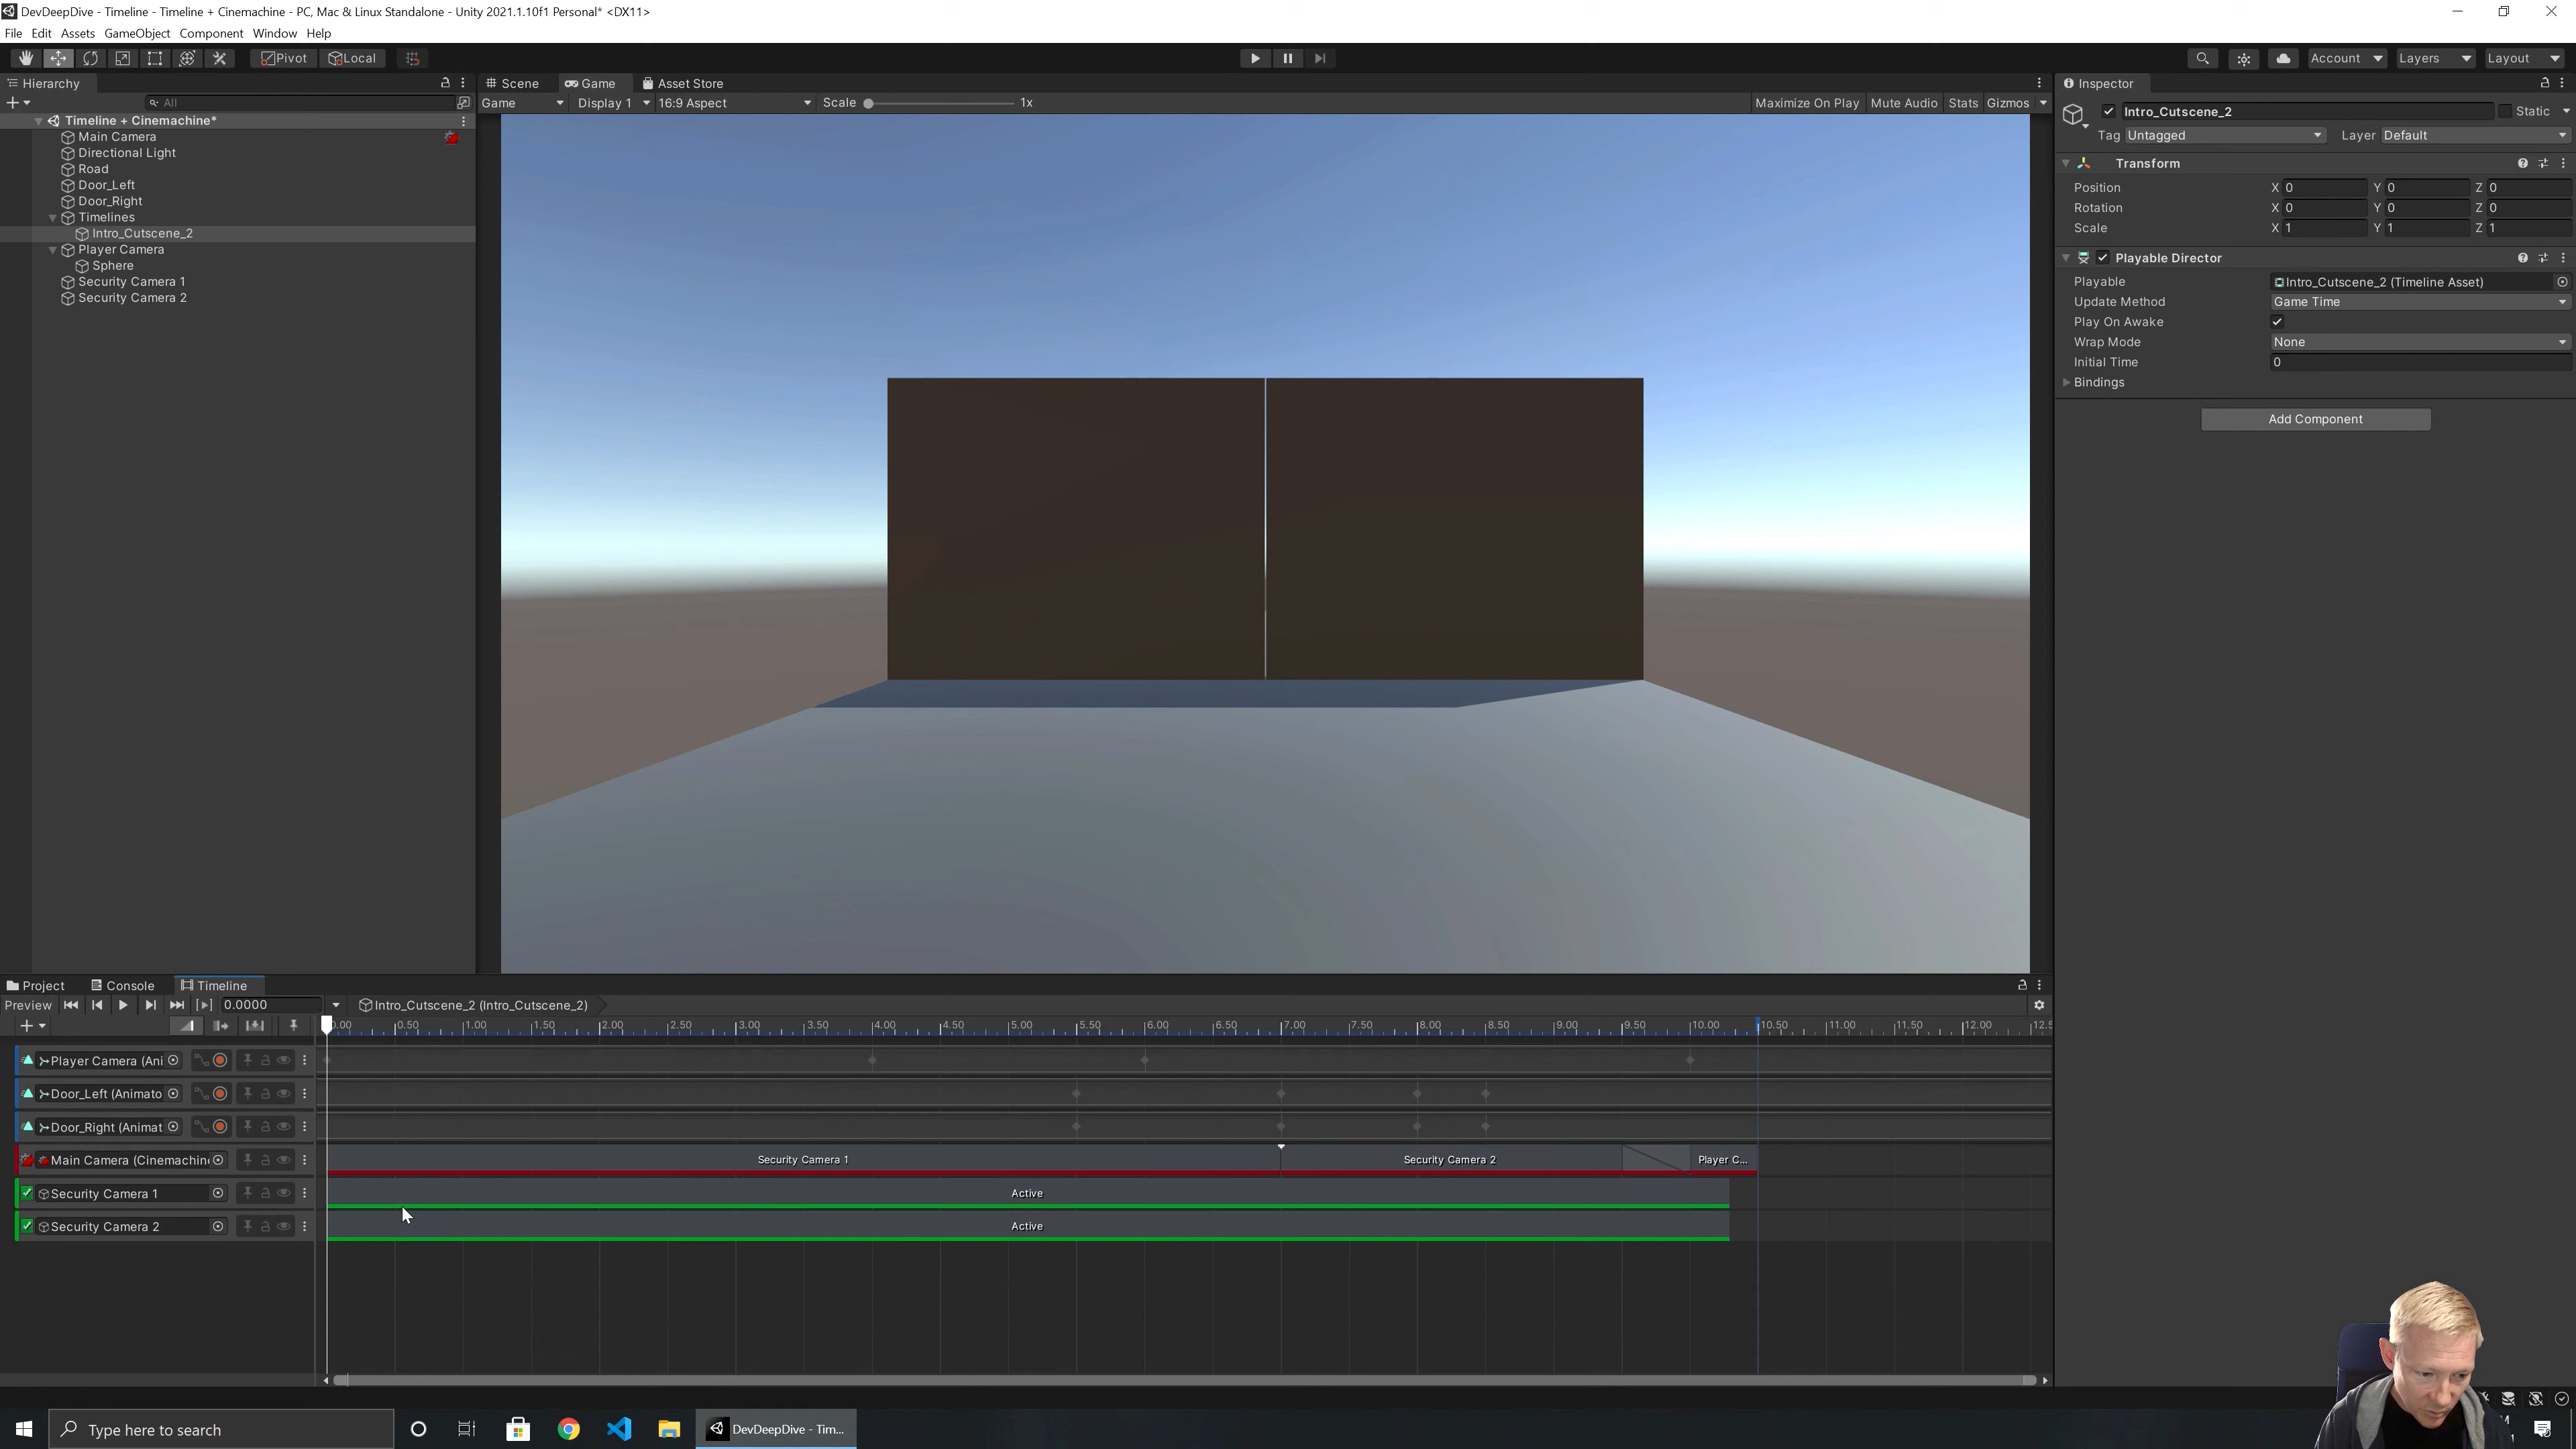 DevDeepDive - Timeline - Timeline + Cinemachine - PC, Mac & Linux Standalone - Unity 2021.1.10f1 Personal* <DX11>
File Edit Assets GameObject Component Window Help
Pivot Local Account Layers Layout
Hierarchy
All
Timeline + Cinemachine*
Main Camera
Directional Light
Road
Door_Left
Door_Right
Timelines
Intro_Cutscene_2
Player Camera
Sphere
Security Camera 1
Security Camera 2
Scene Game Asset Store
Game Display 1 16:9 Aspect Scale 1x Maximize On Play Mute Audio Stats Gizmos
Inspector
Intro_Cutscene_2 Static
Tag Untagged Layer Default
Transform
Position X 0 Y 0 Z 0
Rotation X 0 Y 0 Z 0
Scale X 1 Y 1 Z 1
Playable Director
Playable Intro_Cutscene_2 (Timeline Asset)
Update Method Game Time
Play On Awake
Wrap Mode None
Initial Time 0
Bindings
Add Component
Project Console Timeline
Preview 0.0000 Intro_Cutscene_2 (Intro_Cutscene_2)
0.00 0.50 1.00 1.50 2.00 2.50 3.00 3.50 4.00 4.50 5.00 5.50 6.00 6.50 7.00 7.50 8.00 8.50 9.00 9.50 10.00 10.50 11.00 11.50 12.00 12.5
Player Camera (Ani
Door_Left (Animato
Door_Right (Animat
Main Camera (Cinemachin Security Camera 1 Security Camera 2 Player C...
Security Camera 1 Active
Security Camera 2 Active
Type here to search DevDeepDive - Tim...